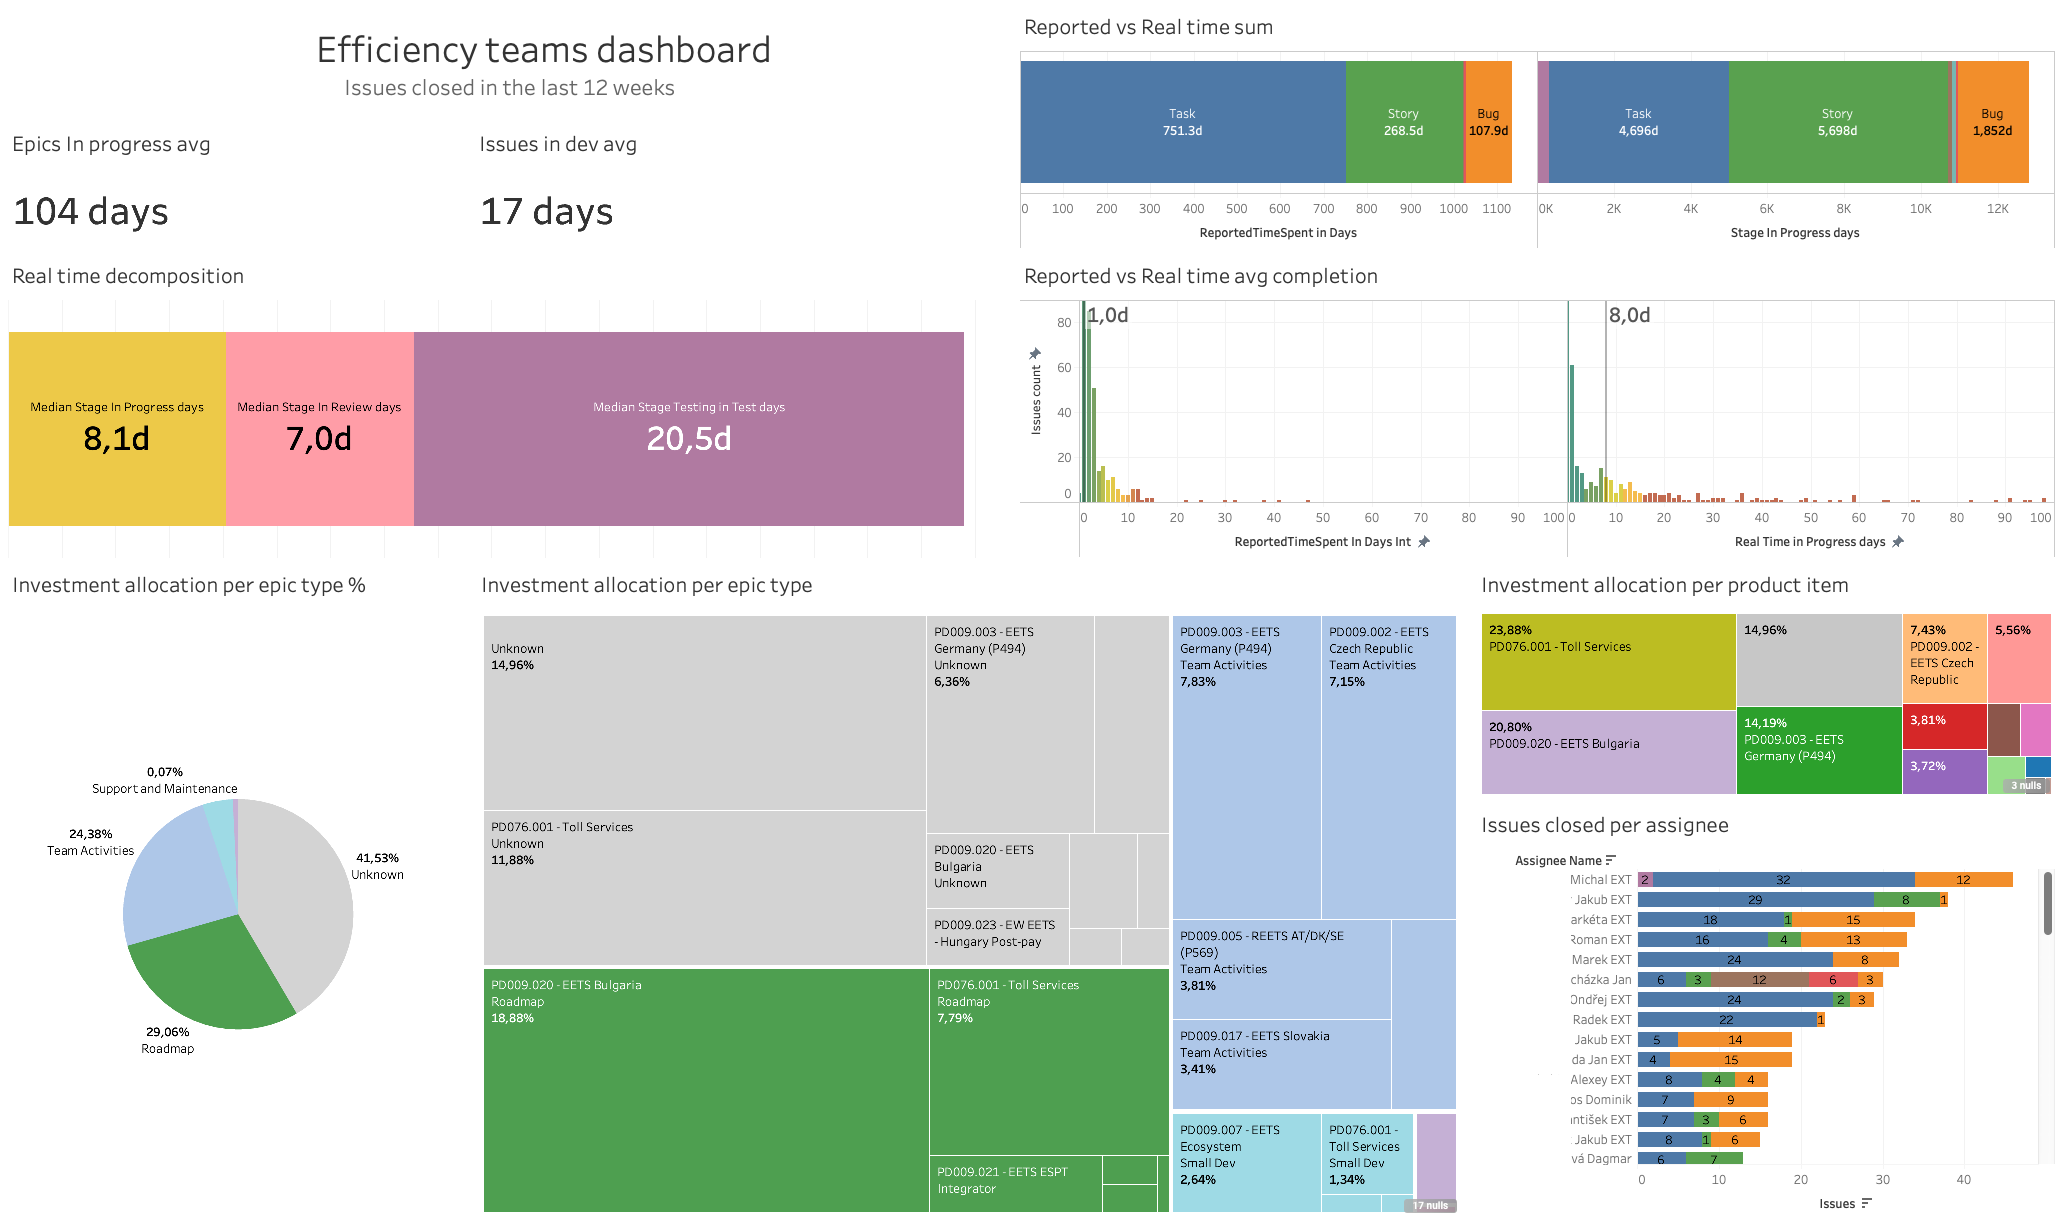 Efficiency teams dashboard
Issues closed in the last 12 weeks
Epics In progress avg
104 days
Issues in dev avg
17 days
Reported vs Real time sum
Task
751.3d
Story
268.5d
Bug
107.9d
0 100 200 300 400 500 600 700 800 900 1000 1100
ReportedTimeSpent in Days
Task
4,696d
Story
5,698d
Bug
1,852d
0K 2K 4K 6K 8K 10K 12K
Stage In Progress days
Real time decomposition
Median Stage In Progress days
8,1d
Median Stage In Review days
7,0d
Median Stage Testing in Test days
20,5d
Reported vs Real time avg completion
Issues count
80
60
40
20
0
1,0d
8,0d
0 10 20 30 40 50 60 70 80 90 100
ReportedTimeSpent In Days Int
0 10 20 30 40 50 60 70 80 90 100
Real Time in Progress days
Investment allocation per epic type %
0,07%
Support and Maintenance
24,38%
Team Activities
41,53%
Unknown
29,06%
Roadmap
Investment allocation per epic type
Unknown
14,96%
PD076.001 - Toll Services
Unknown
11,88%
PD009.003 - EETS
Germany (P494)
Unknown
6,36%
PD009.020 - EETS
Bulgaria
Unknown
PD009.023 - EW EETS
- Hungary Post-pay
PD009.020 - EETS Bulgaria
Roadmap
18,88%
PD076.001 - Toll Services
Roadmap
7,79%
PD009.021 - EETS ESPT
Integrator
PD009.003 - EETS
Germany (P494)
Team Activities
7,83%
PD009.002 - EETS
Czech Republic
Team Activities
7,15%
PD009.005 - REETS AT/DK/SE
(P569)
Team Activities
3,81%
PD009.017 - EETS Slovakia
Team Activities
3,41%
PD009.007 - EETS
Ecosystem
Small Dev
2,64%
PD076.001 -
Toll Services
Small Dev
1,34%
17 nulls
Investment allocation per product item
23,88%
PD076.001 - Toll Services
20,80%
PD009.020 - EETS Bulgaria
14,96%
14,19%
PD009.003 - EETS
Germany (P494)
7,43%
PD009.002 -
EETS Czech
Republic
5,56%
3,81%
3,72%
3 nulls
Issues closed per assignee
Assignee Name
Michal EXT 2 32 12
Jakub EXT 29 8 1
arkéta EXT 18 1 15
Roman EXT 16 4 13
Marek EXT 24 8
cházka Jan 6 3 12 6 3
Ondřej EXT 24 2 3
Radek EXT 22 1
Jakub EXT 5 14
da Jan EXT 4 15
Alexey EXT 8 4 4
os Dominik 7 9
ntišek EXT 7 3 6
Jakub EXT 8 1 6
vá Dagmar 6 7
0 10 20 30 40
Issues